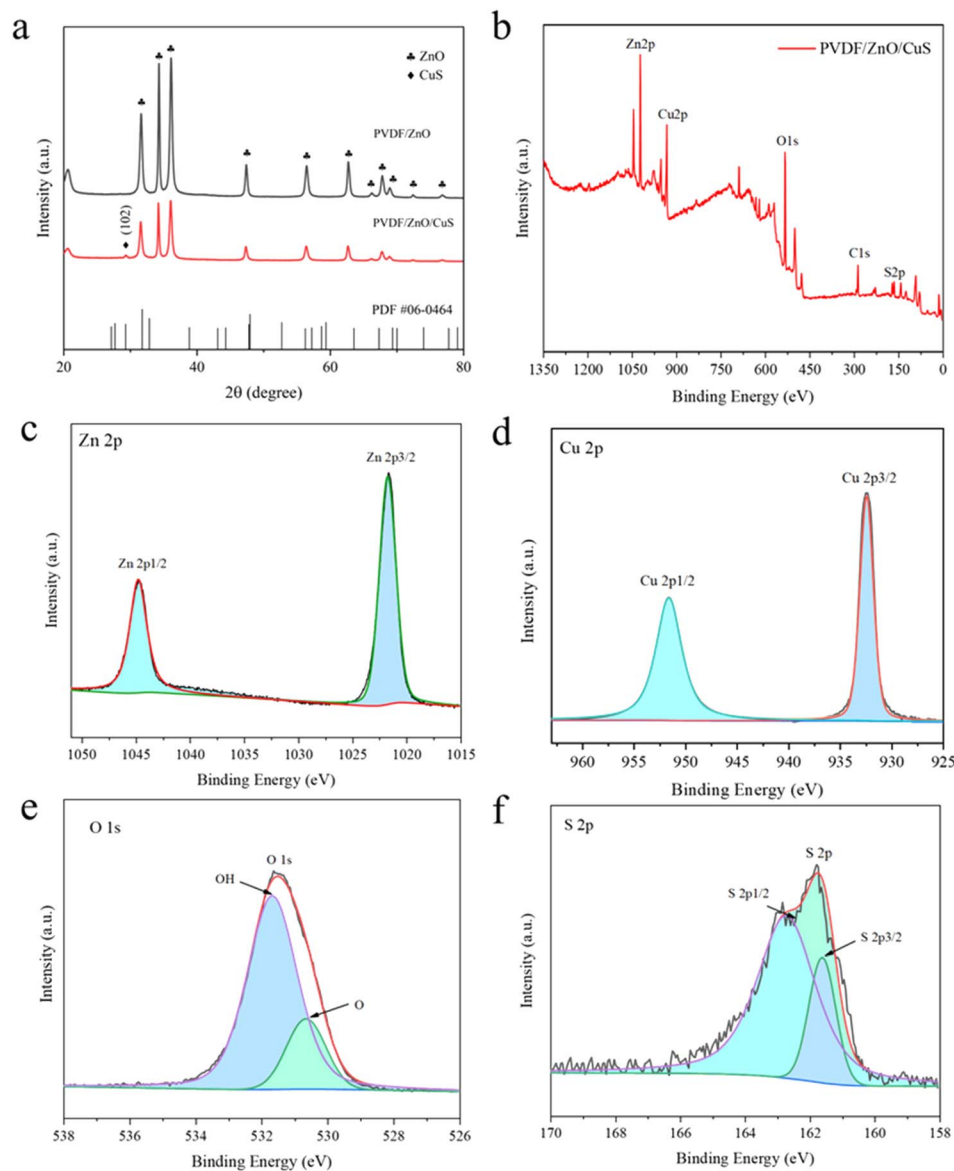 a
♣ ZnO
♦ CuS
PVDF/ZnO
(102)
PVDF/ZnO/CuS
PDF #06-0464
Intensity (a.u.)
20 40 60 80
2θ (degree)
b
PVDF/ZnO/CuS
Zn2p
Cu2p
O1s
C1s
S2p
Intensity (a.u.)
1350 1200 1050 900 750 600 450 300 150 0
Binding Energy (eV)
c
Zn 2p
Zn 2p3/2
Zn 2p1/2
Intensity (a.u.)
1050 1045 1040 1035 1030 1025 1020 1015
Binding Energy (eV)
d
Cu 2p
Cu 2p3/2
Cu 2p1/2
Intensity (a.u.)
960 955 950 945 940 935 930 925
Binding Energy (eV)
e
O 1s
O 1s
OH
O
Intensity (a.u.)
538 536 534 532 530 528 526
Binding Energy (eV)
f
S 2p
S 2p
S 2p1/2
S 2p3/2
Intensity (a.u.)
170 168 166 164 162 160 158
Binding Energy (eV)